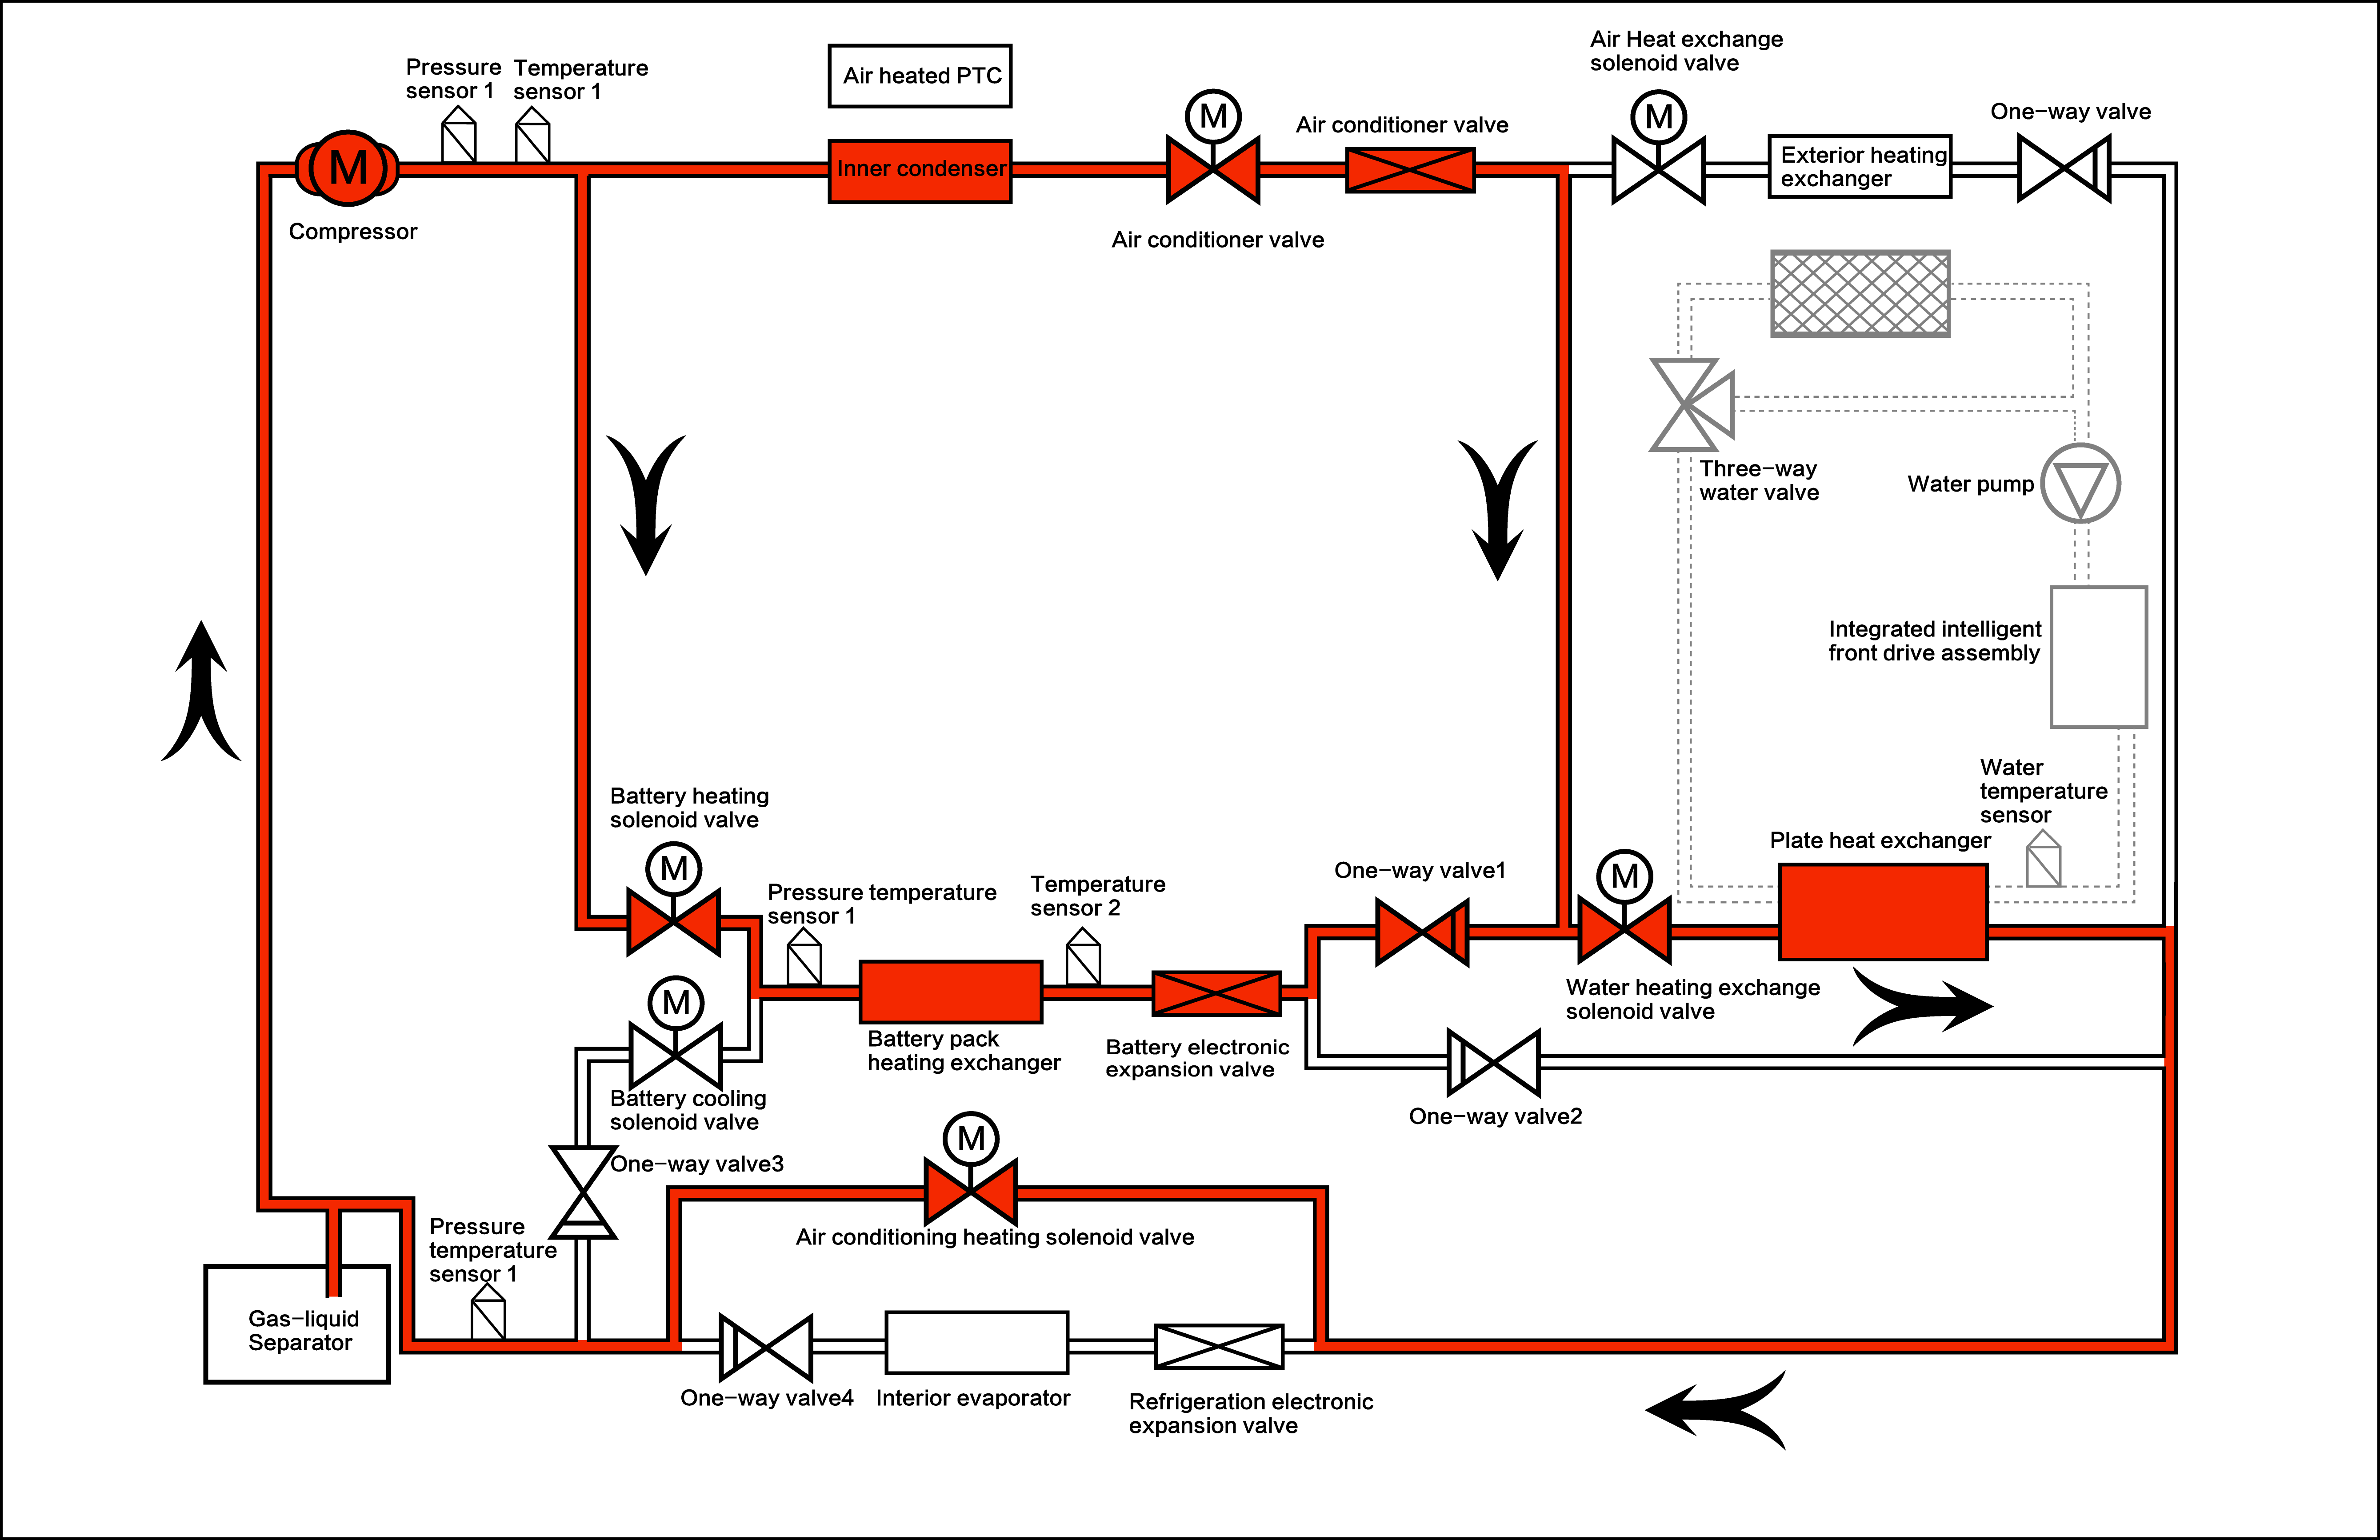 Air Heat exchange
solenoid valve
Pressure
sensor 1
Temperature
sensor 1
Air heated PTC
One-way valve
M
M
Air conditioner valve
M
Inner condenser
Exterior heating
exchanger
Compressor
Air conditioner valve
Three-way
water valve
Water pump
Integrated intelligent
front drive assembly
Water
temperature
sensor
Battery heating
solenoid valve
Plate heat exchanger
M
One-way valve1
M
Pressure temperature
sensor 1
Temperature
sensor 2
Water heating exchange
solenoid valve
M
Battery pack
heating exchanger
Battery electronic
expansion valve
Battery cooling
solenoid valve
One-way valve2
M
One-way valve3
Air conditioning heating solenoid valve
Pressure
temperature
sensor 1
Gas-liquid
Separator
One-way valve4
Interior evaporator
Refrigeration electronic
expansion valve